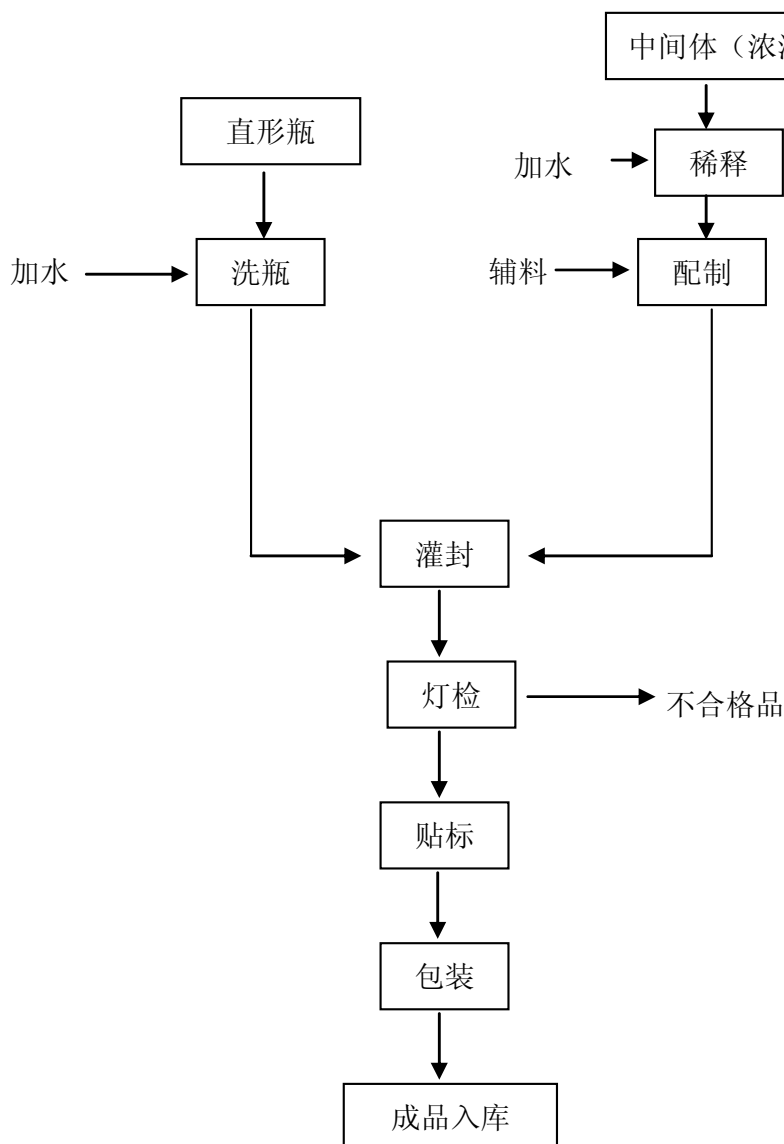 中间体（浓
直形瓶
加水
稀释
加水
洗瓶
辅料
配制
灌封
灯检
不合格品
贴标
包装
成品入库